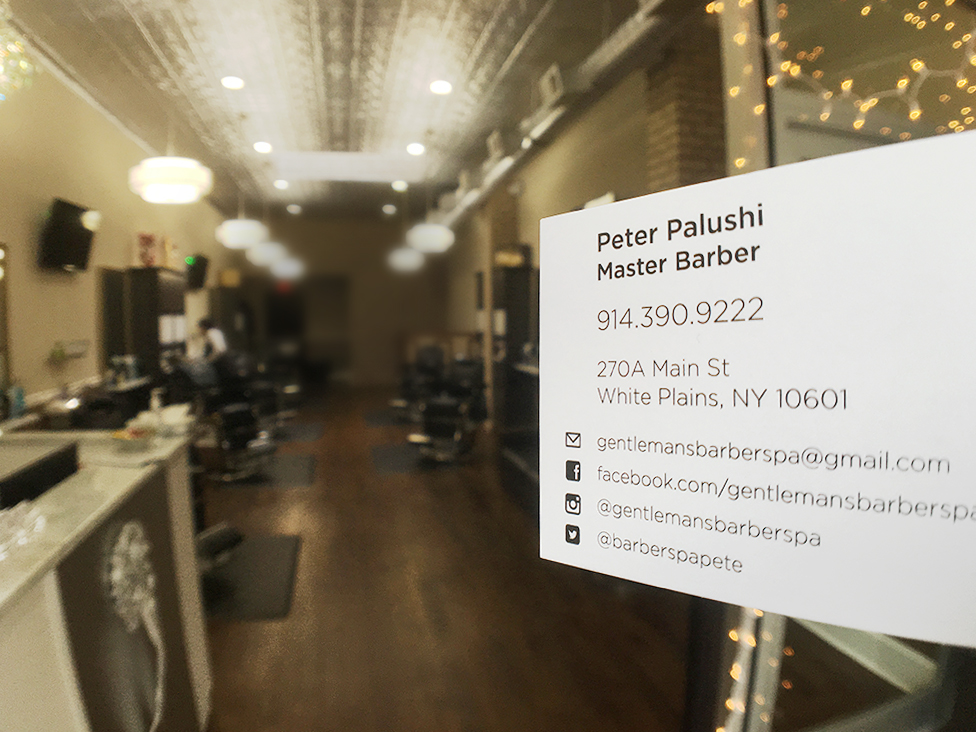 Peter Palushi
Master Barber
914.390.9222
270A Main St
White Plains, NY 10601
gentlemansbarberspa@gmail.com
facebook.com/gentlemansbarberspa
@gentlemansbarberspa
@barberspapete